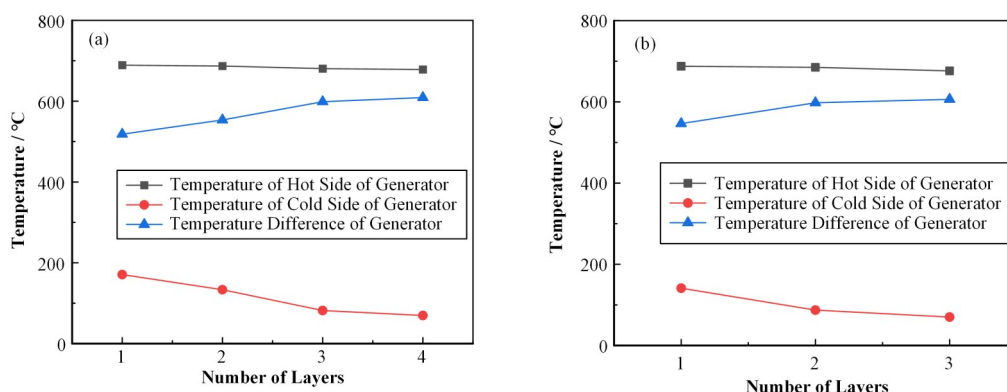 (a)
800
600
400
200
0
Temperature / °C
Temperature of Hot Side of Generator
Temperature of Cold Side of Generator
Temperature Difference of Generator
1 2 3 4
Number of Layers
(b)
800
600
400
200
0
Temperature / °C
Temperature of Hot Side of Generator
Temperature of Cold Side of Generator
Temperature Difference of Generator
1 2 3
Number of Layers